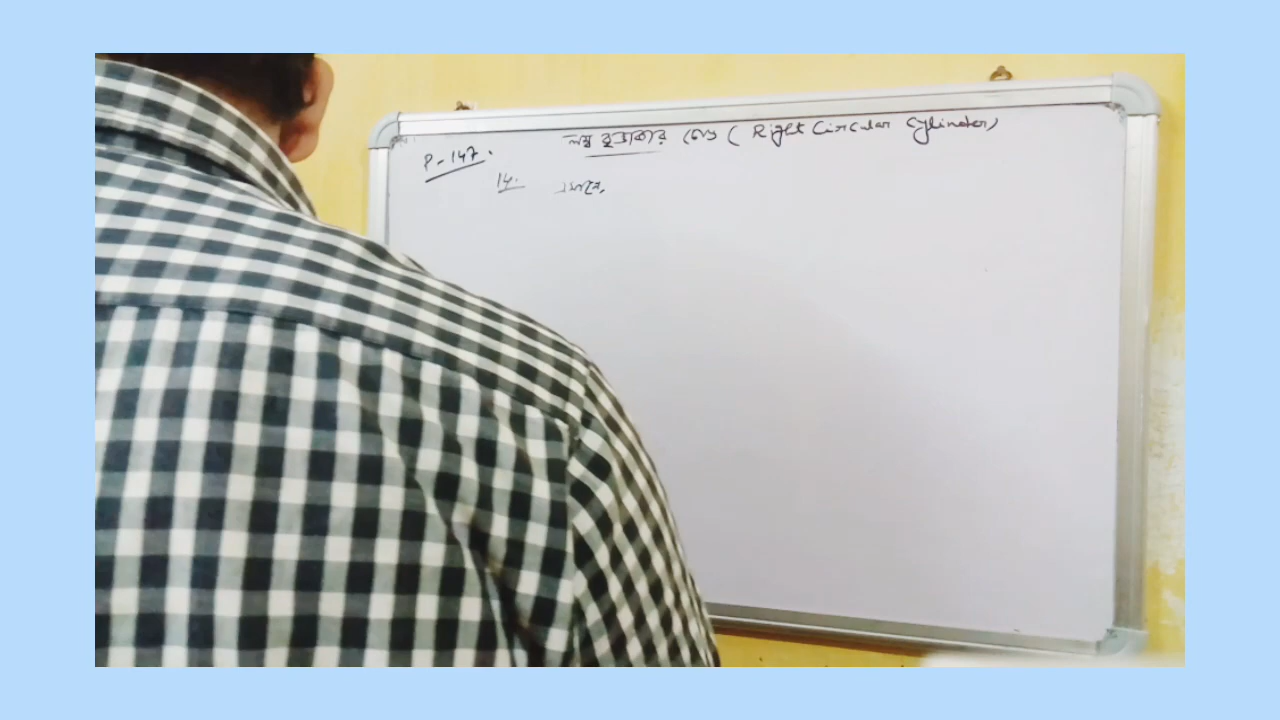 লম্ব বৃত্তাকার চোঙ ( Right Circular Cylinder)
P-147.
14.